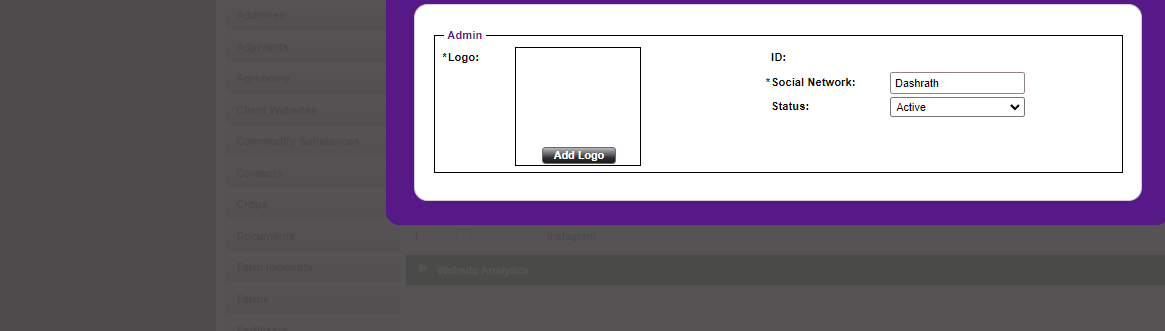 Additives
Adjuvants
Agronomy
Client Websites
Commodity Substances
Contacts
Crops
Documents
Farm Incidents
Farms
Admin
*Logo:
Add Logo
ID:
*Social Network: Dashrath
Status: Active
1 Instagram
Website Analytics